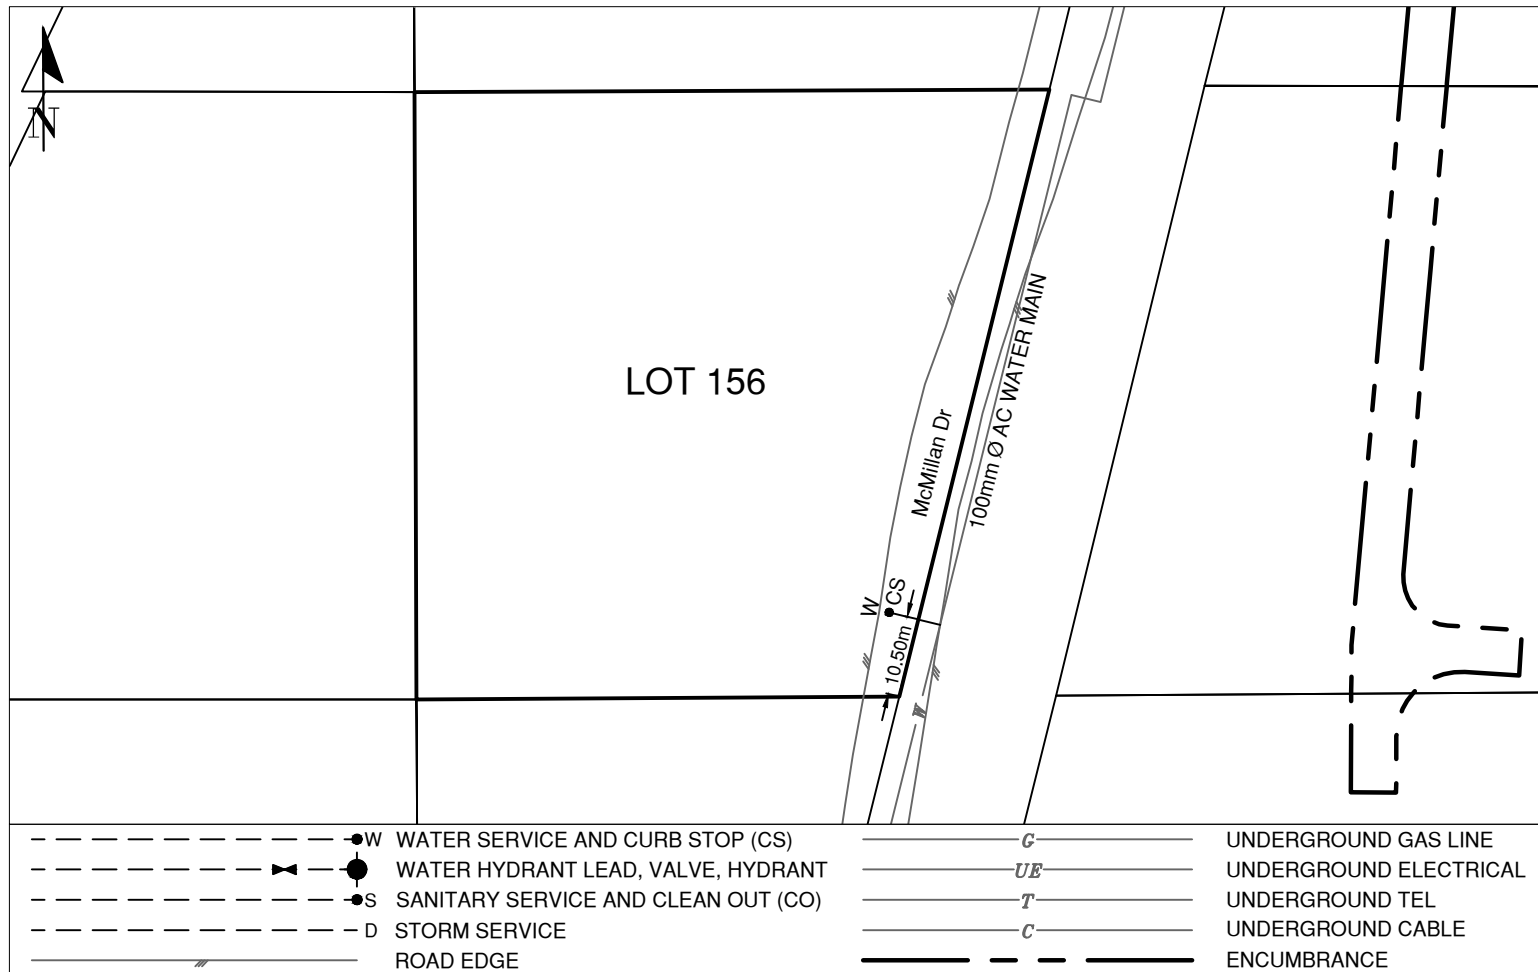 N
LOT 156
McMillan Dr
100mm Ø AC WATER MAIN
W
CS
10.50m
W
W WATER SERVICE AND CURB STOP (CS)
WATER HYDRANT LEAD, VALVE, HYDRANT
S SANITARY SERVICE AND CLEAN OUT (CO)
D STORM SERVICE
ROAD EDGE
G UNDERGROUND GAS LINE
UE UNDERGROUND ELECTRICAL
T UNDERGROUND TEL
C UNDERGROUND CABLE
ENCUMBRANCE